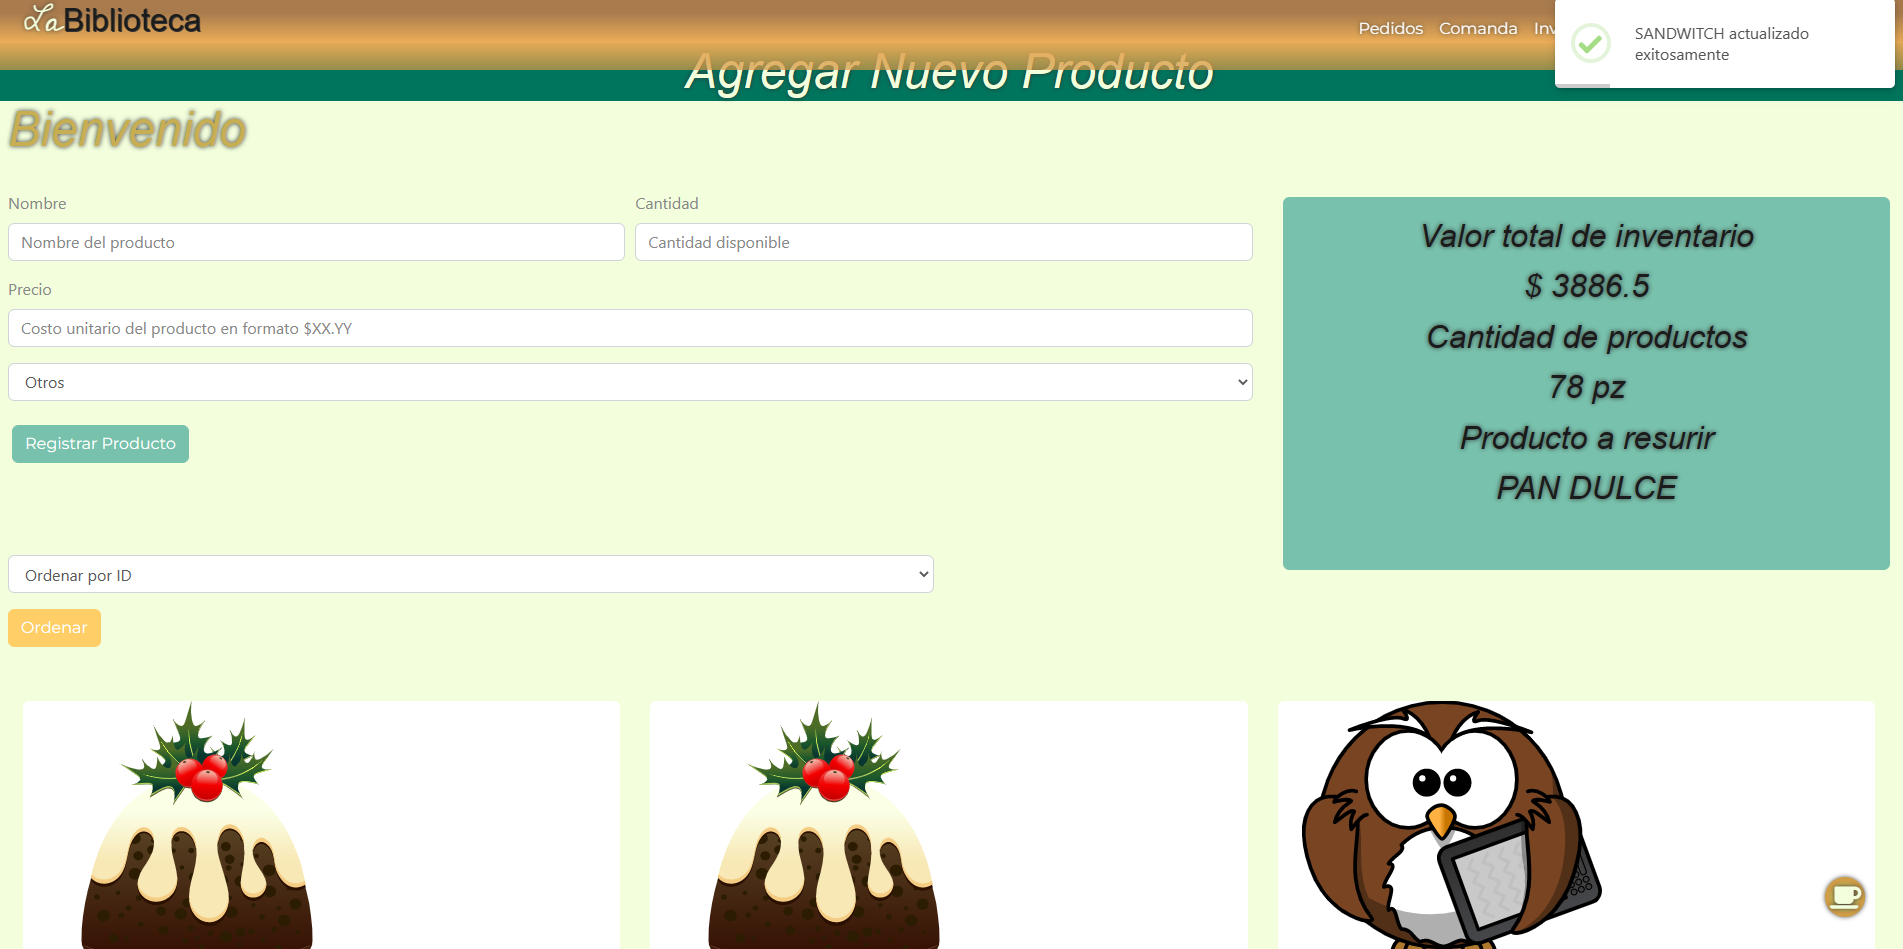 LaBiblioteca
Pedidos Comanda Inv
SANDWITCH actualizado
exitosamente
Agregar Nuevo Producto
Bienvenido
Nombre
Cantidad
Nombre del producto
Cantidad disponible
Precio
Costo unitario del producto en formato $XX.YY
Otros
Registrar Producto
Valor total de inventario
$ 3886.5
Cantidad de productos
78 pz
Producto a resurir
PAN DULCE
Ordenar por ID
Ordenar